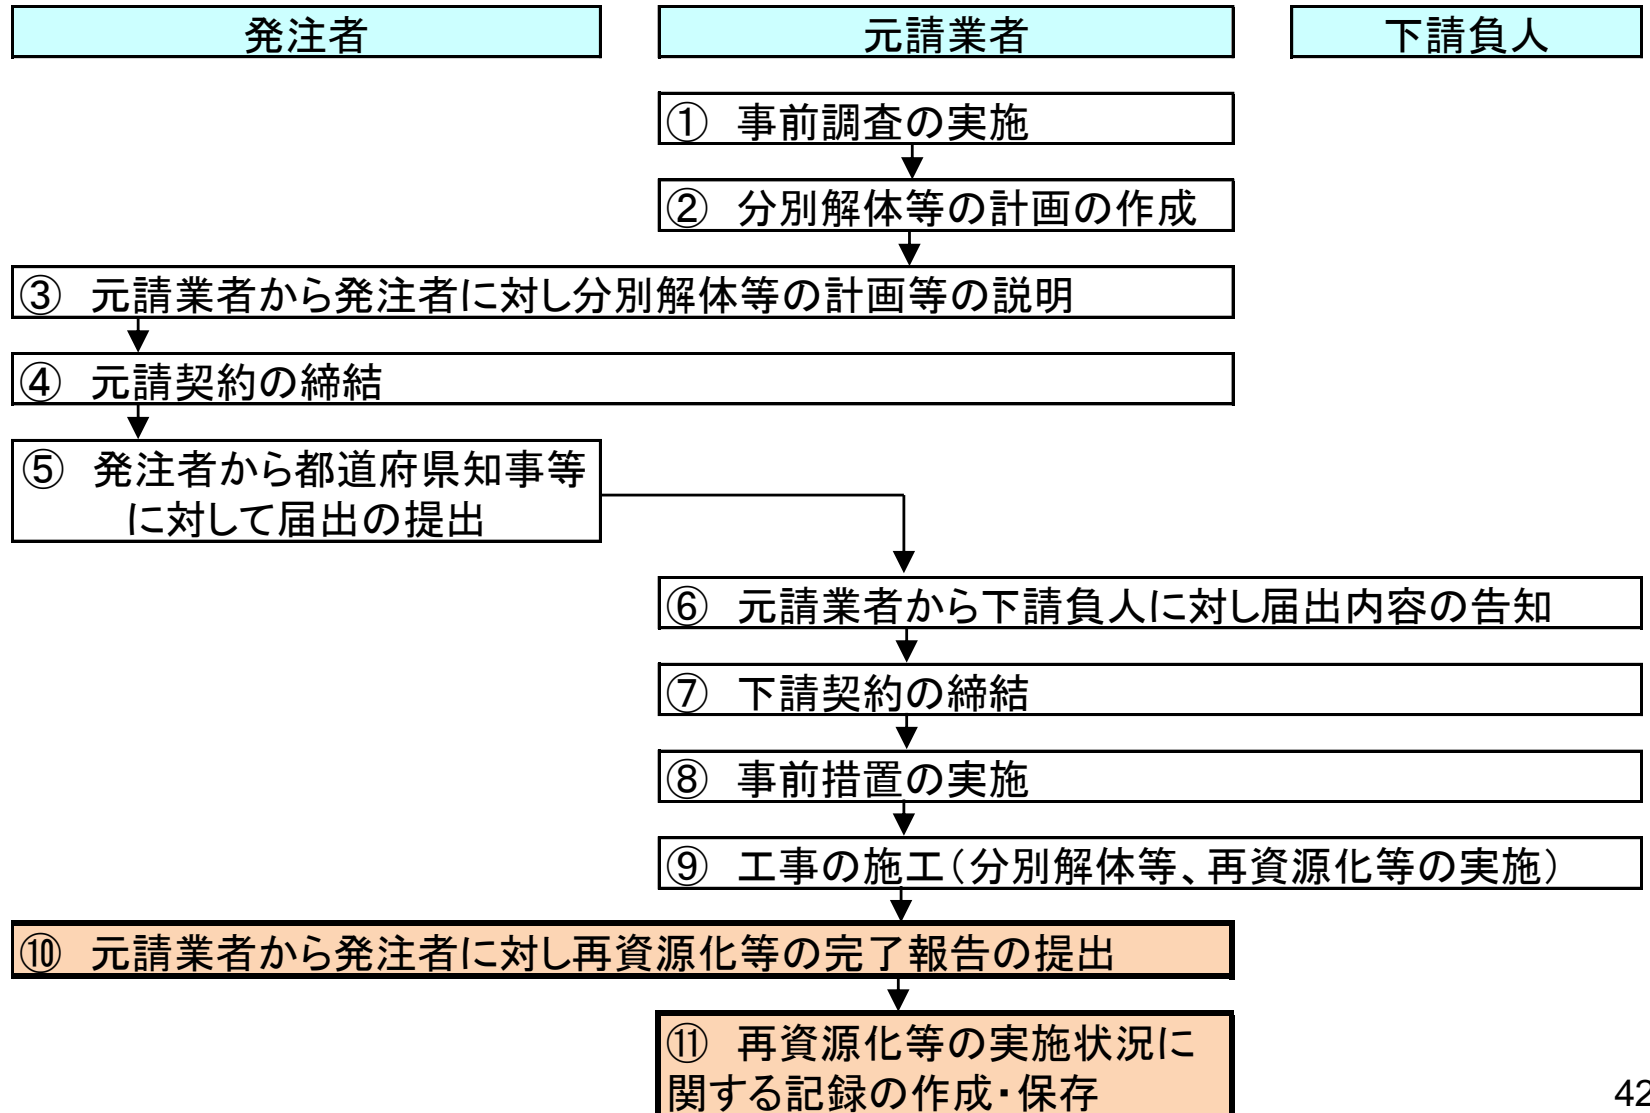 発注者
元請業者
下請負人
① 事前調査の実施
② 分別解体等の計画の作成
③ 元請業者から発注者に対し分別解体等の計画等の説明
④ 元請契約の締結
⑤ 発注者から都道府県知事等
に対して届出の提出
⑥ 元請業者から下請負人に対し届出内容の告知
⑦ 下請契約の締結
⑧ 事前措置の実施
⑨ 工事の施工（分別解体等、再資源化等の実施）
⑩ 元請業者から発注者に対し再資源化等の完了報告の提出
⑪ 再資源化等の実施状況に
関する記録の作成・保存
42